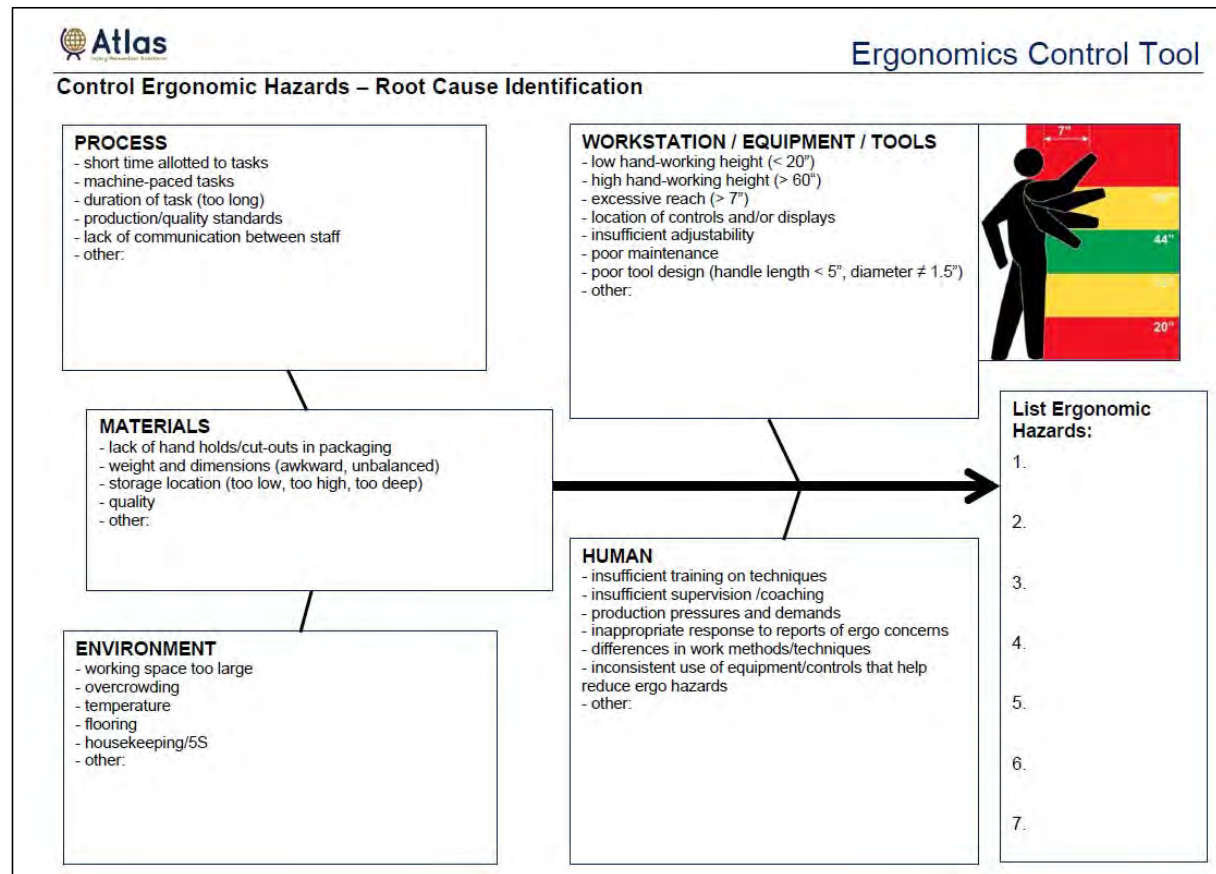 Atlas
Injury Prevention Solutions
Ergonomics Control Tool
Control Ergonomic Hazards – Root Cause Identification
PROCESS
- short time allotted to tasks
- machine-paced tasks
- duration of task (too long)
- production/quality standards
- lack of communication between staff
- other:
WORKSTATION / EQUIPMENT / TOOLS
- low hand-working height (< 20”)
- high hand-working height (> 60”)
- excessive reach (> 7”)
- location of controls and/or displays
- insufficient adjustability
- poor maintenance
- poor tool design (handle length < 5”, diameter ≠ 1.5”)
- other:
7"
44"
20"
MATERIALS
- lack of hand holds/cut-outs in packaging
- weight and dimensions (awkward, unbalanced)
- storage location (too low, too high, too deep)
- quality
- other:
List Ergonomic
Hazards:
1.
2.
3.
4.
5.
6.
7.
ENVIRONMENT
- working space too large
- overcrowding
- temperature
- flooring
- housekeeping/5S
- other:
HUMAN
- insufficient training on techniques
- insufficient supervision /coaching
- production pressures and demands
- inappropriate response to reports of ergo concerns
- differences in work methods/techniques
- inconsistent use of equipment/controls that help
reduce ergo hazards
- other: